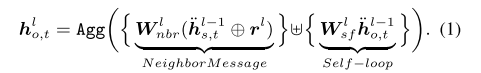 h^l_{o,t} = Agg({W^l_{nbr}(ḧ^{l-1}_{s,t} ⊕ r^l)} ⊎ {W^l_{sf} ḧ^{l-1}_{o,t}}). (1)
NeighborMessage Self-loop